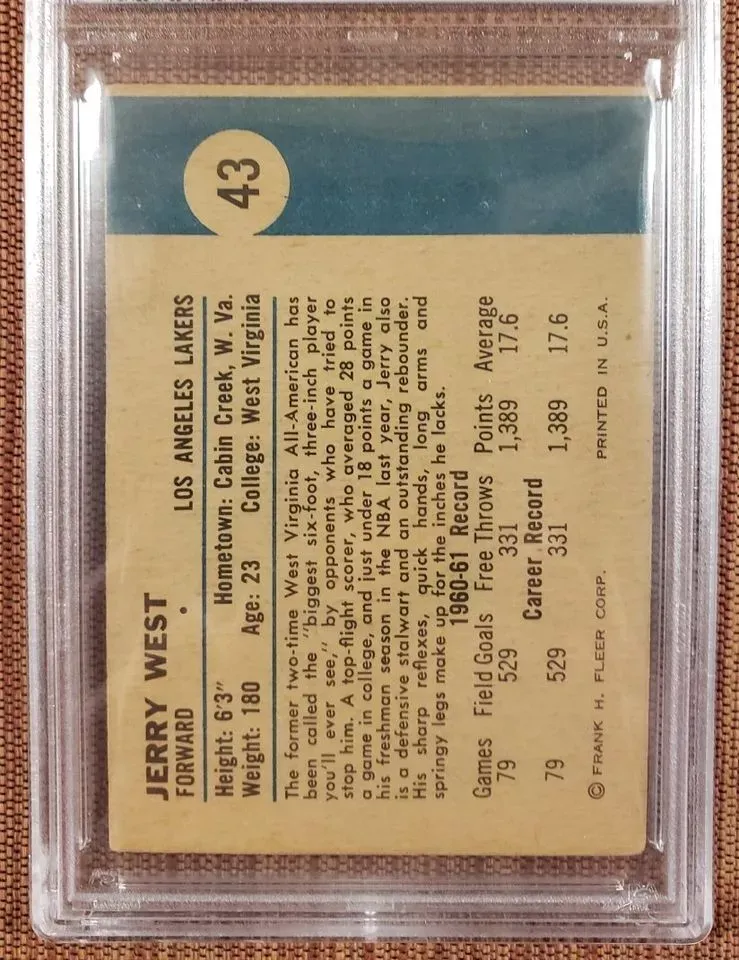 43
JERRY WEST
FORWARD • LOS ANGELES LAKERS
Height: 6'3" Hometown: Cabin Creek, W. Va.
Weight: 180 Age: 23 College: West Virginia
The former two-time West Virginia All-American has
been called the "biggest six-foot, three-inch player
you'll ever see," by opponents who have tried to
stop him. A top-flight scorer, who averaged 28 points
a game in college, and just under 18 points a game in
his freshman season in the NBA last year, Jerry also
is a defensive stalwart and an outstanding rebounder.
His sharp reflexes, quick hands, long arms and
springy legs make up for the inches he lacks.
1960-61 Record
Games Field Goals Free Throws Points Average
79 529 331 1,389 17.6
Career Record
79 529 331 1,389 17.6
© FRANK H. FLEER CORP. PRINTED IN U.S.A.